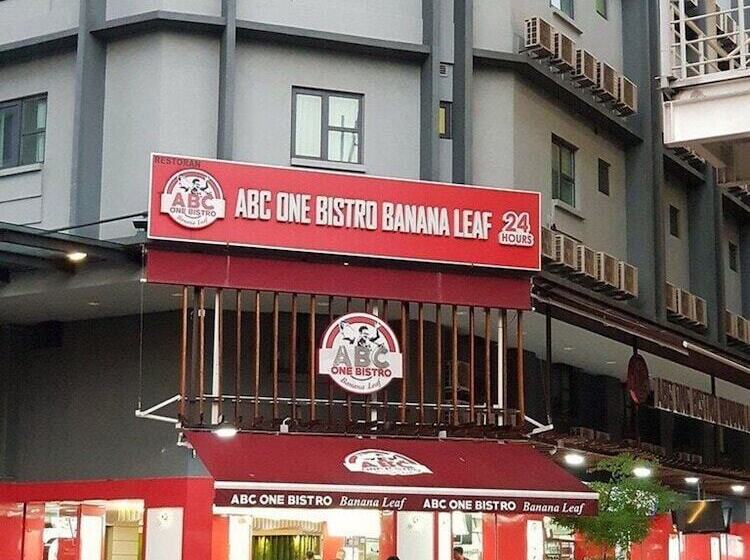 RESTORAN
ABC
ONE BISTRO
Banana Leaf
ABC ONE BISTRO BANANA LEAF
24
HOURS
ABC
ONE BISTRO
Banana Leaf
ABC
ABC ONE BISTRO Banana Leaf ABC ONE BISTRO Banana Leaf